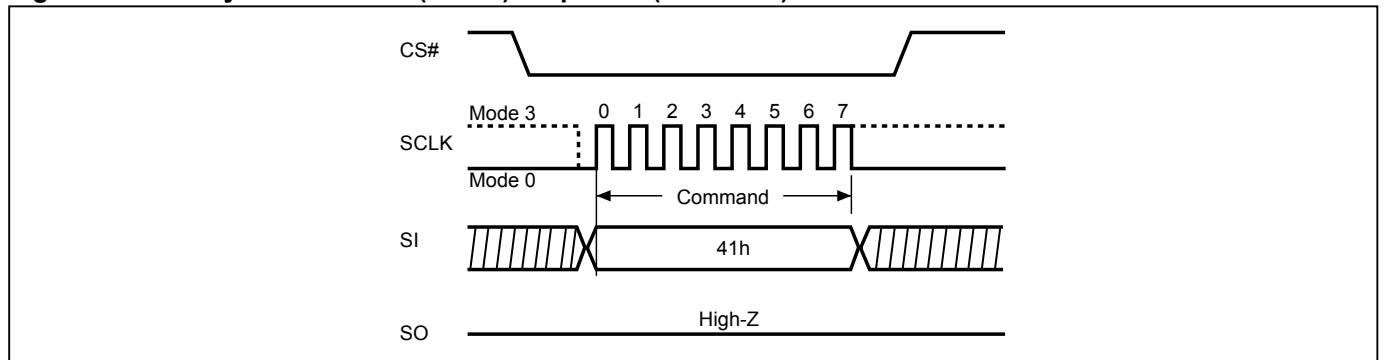 CS#
Mode 3
0 1 2 3 4 5 6 7
SCLK
Mode 0
Command
SI
41h
High-Z
SO